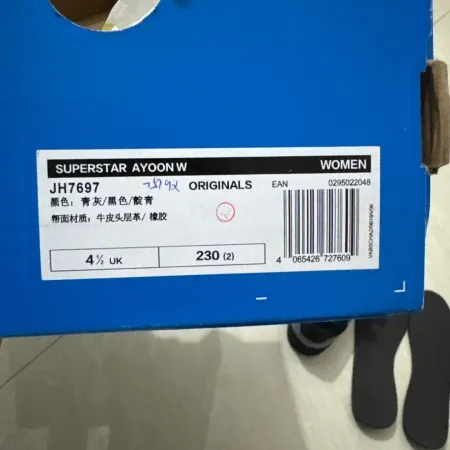 SUPERSTAR AYOON W WOMEN
JH7697 ORIGINALS EAN 0295022048
颜色：青灰/黑色/靛青
帮面材质：牛皮头层革/橡胶
4½ UK 230 (2)
4 065426 727609